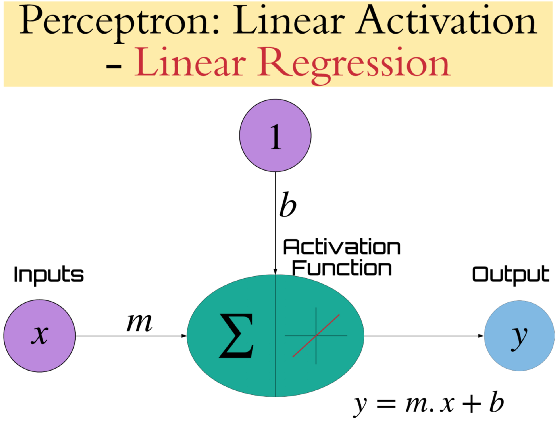 Perceptron: Linear Activation
– Linear Regression
1
b
Activation
Function
Inputs
Output
x
m
Σ
y
y = m. x + b